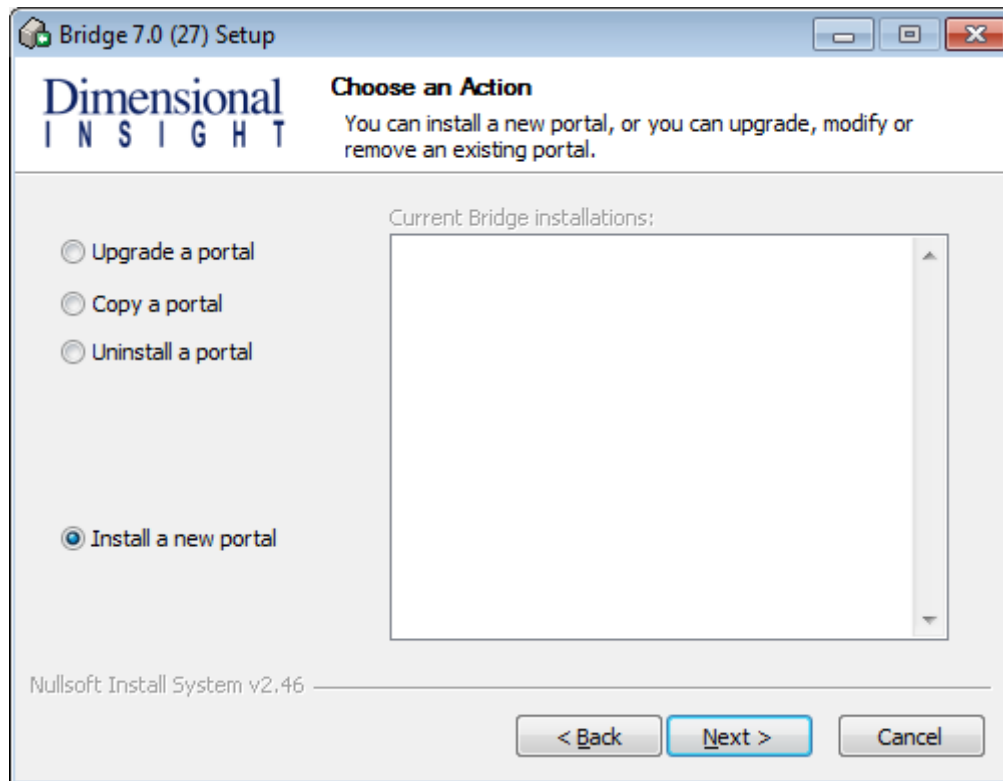 Bridge 7.0 (27) Setup
Dimensional
INSIGHT
Choose an Action
You can install a new portal, or you can upgrade, modify or
remove an existing portal.
Current Bridge installations:
Upgrade a portal
Copy a portal
Uninstall a portal
Install a new portal
Nullsoft Install System v2.46
< Back
Next >
Cancel